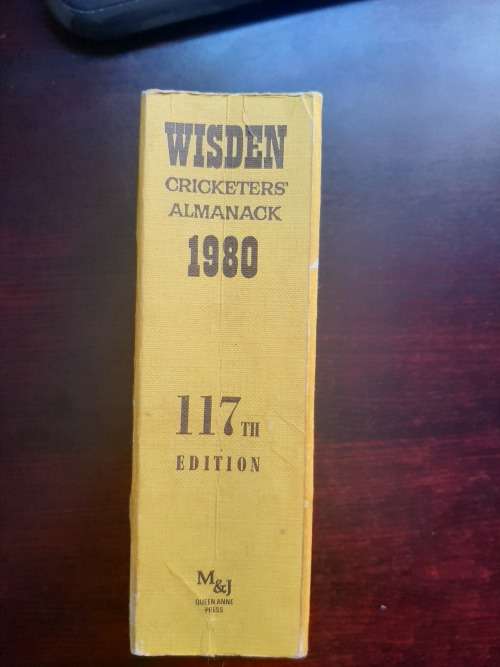 WISDEN
CRICKETERS'
ALMANACK
1980
117TH
EDITION
M&J
QUEEN ANNE
PRESS